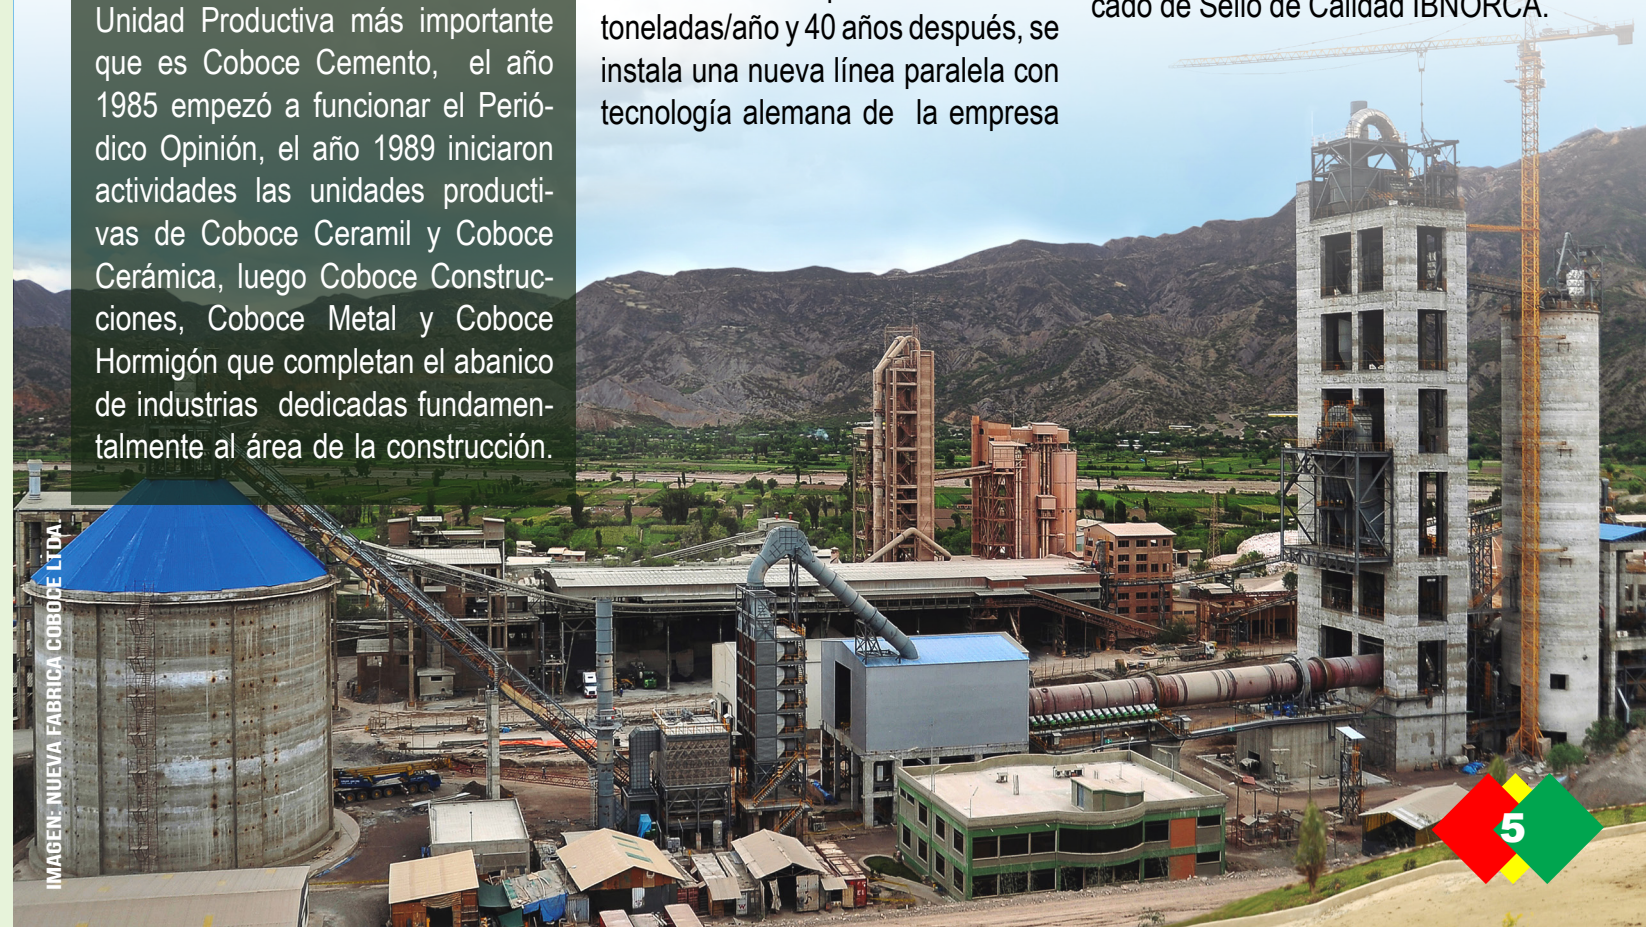 Unidad Productiva más importante
que es Coboce Cemento, el año
1985 empezó a funcionar el Perió-
dico Opinión, el año 1989 iniciaron
actividades las unidades producti-
vas de Coboce Ceramil y Coboce
Cerámica, luego Coboce Construc-
ciones, Coboce Metal y Coboce
Hormigón que completan el abanico
de industrias dedicadas fundamen-
talmente al área de la construcción.
toneladas/año y 40 años después, se
instala una nueva línea paralela con
tecnología alemana de la empresa
cado de Sello de Calidad IBNORCA.
IMAGEN: NUEVA FABRICA COBOCE LTDA.
5